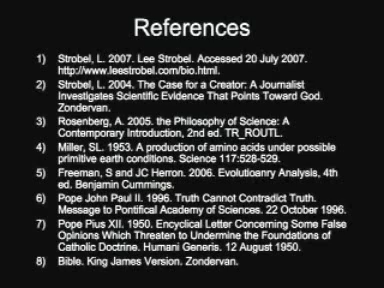 References
1) Strobel, L. 2007. Lee Strobel. Accessed 20 July 2007.
http://www.leestrobel.com/bio.html.
2) Strobel, L. 2004. The Case for a Creator: A Journalist
Investigates Scientific Evidence That Points Toward God.
Zondervan.
3) Rosenberg, A. 2005. the Philosophy of Science: A
Contemporary Introduction, 2nd ed. TR_ROUTL.
4) Miller, SL. 1953. A production of amino acids under possible
primitive earth conditions. Science 117:528-529.
5) Freeman, S and JC Herron. 2006. Evolutioanry Analysis, 4th
ed. Benjamin Cummings.
6) Pope John Paul II. 1996. Truth Cannot Contradict Truth.
Message to Pontifical Academy of Sciences. 22 October 1996.
7) Pope Pius XII. 1950. Encyclical Letter Concerning Some False
Opinions Which Threaten to Undermine the Foundations of
Catholic Doctrine. Humani Generis. 12 August 1950.
8) Bible. King James Version. Zondervan.